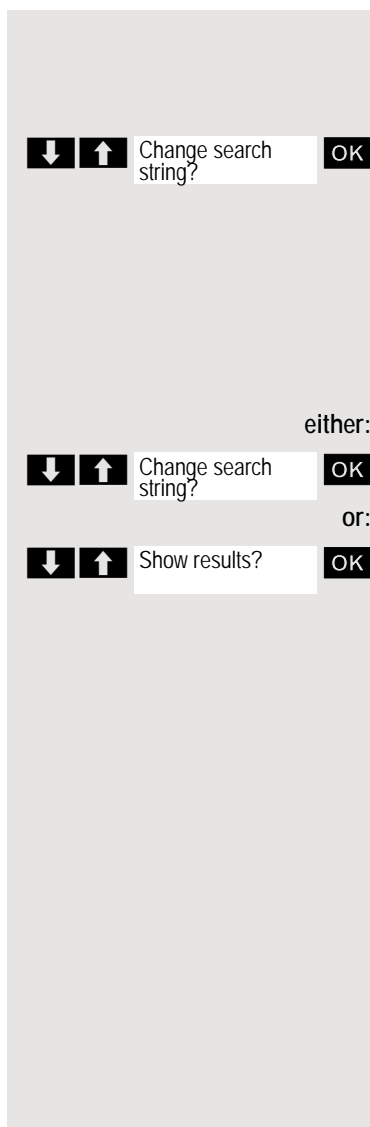 Change search OK
string?
either:
Change search OK
string?
or:
Show results? OK